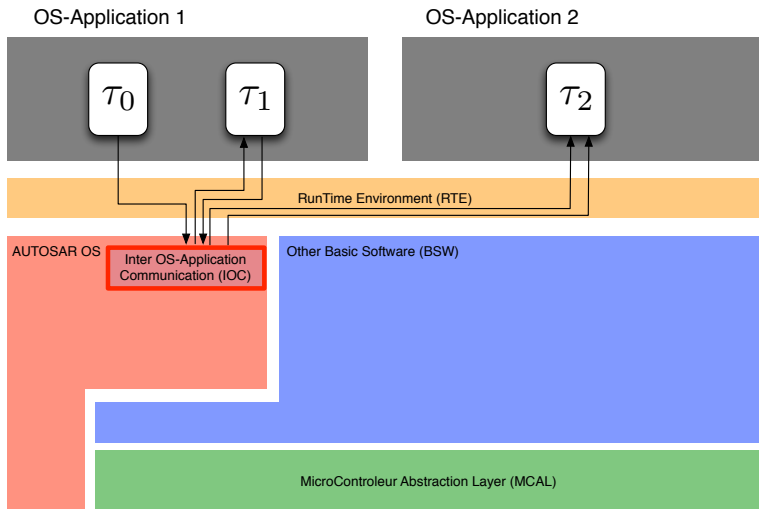 OS-Application 1
OS-Application 2
τ0
τ1
τ2
RunTime Environment (RTE)
AUTOSAR OS
Inter OS-Application
Communication (IOC)
Other Basic Software (BSW)
MicroControleur Abstraction Layer (MCAL)